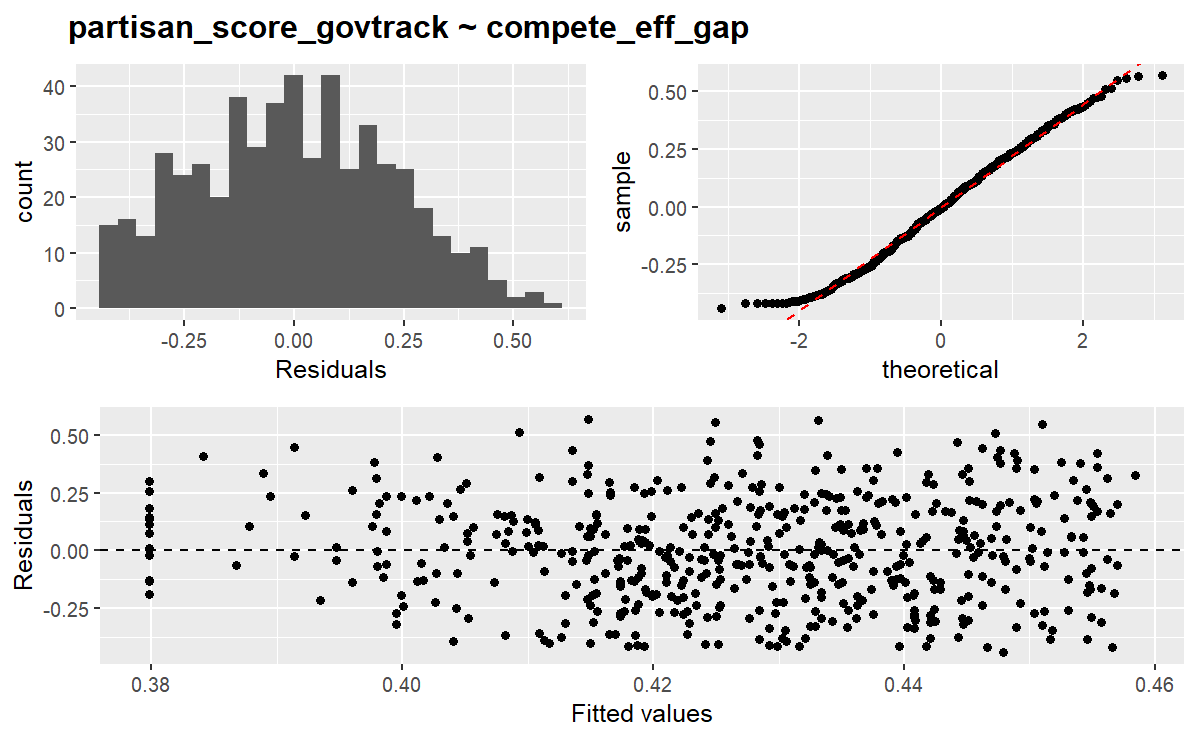 partisan_score_govtrack ~ compete_eff_gap
count
40
30
20
10
0
-0.25 0.00 0.25 0.50
Residuals
sample
0.50
0.25
0.00
-0.25
-2 0 2
theoretical
Residuals
0.50
0.25
0.00
-0.25
0.38 0.40 0.42 0.44 0.46
Fitted values